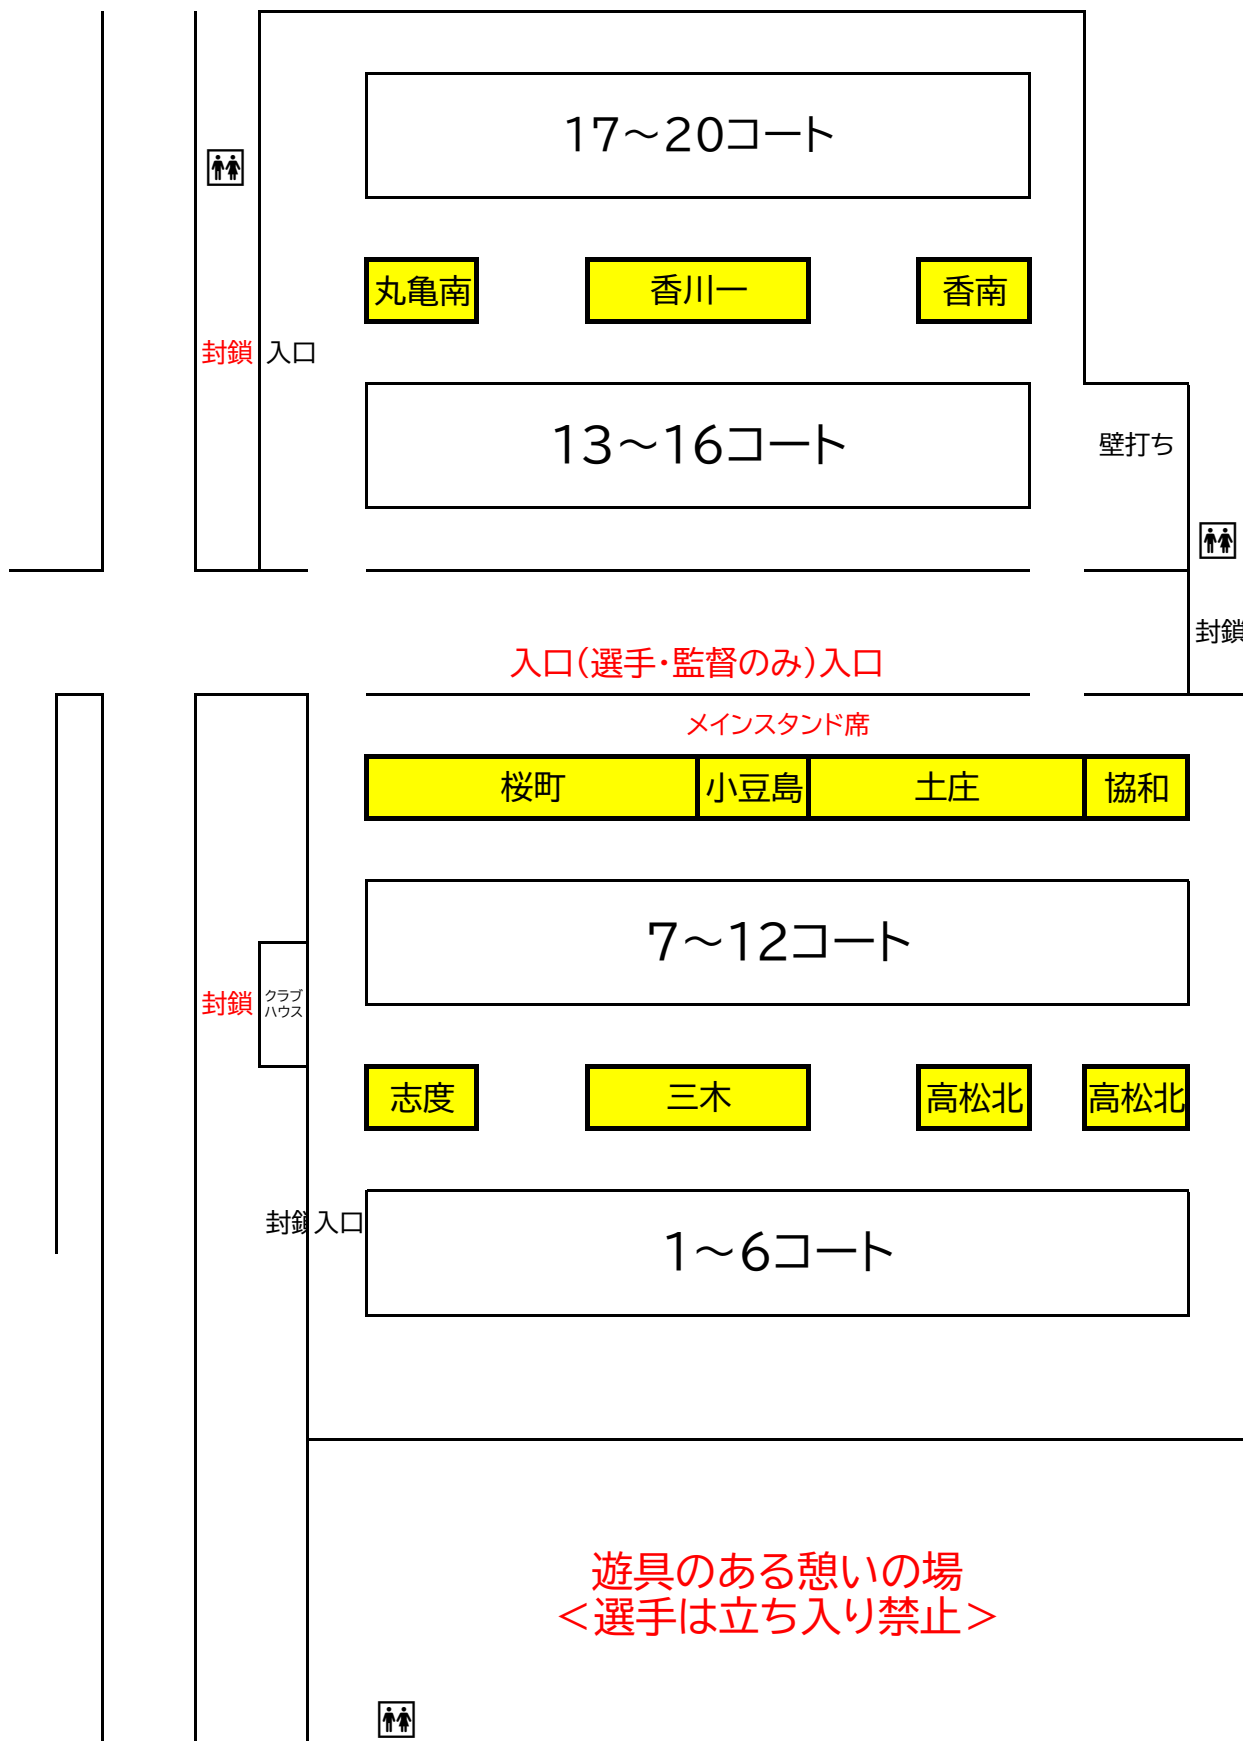 17～20コート
丸亀南
香川一
香南
封鎖
入口
13～16コート
壁打ち
封鎖
入口（選手・監督のみ）入口
メインスタンド席
桜町
小豆島
土庄
協和
7～12コート
封鎖
クラブ
ハウス
志度
三木
高松北
高松北
封鎖
入口
1～6コート
遊具のある憩いの場
＜選手は立ち入り禁止＞